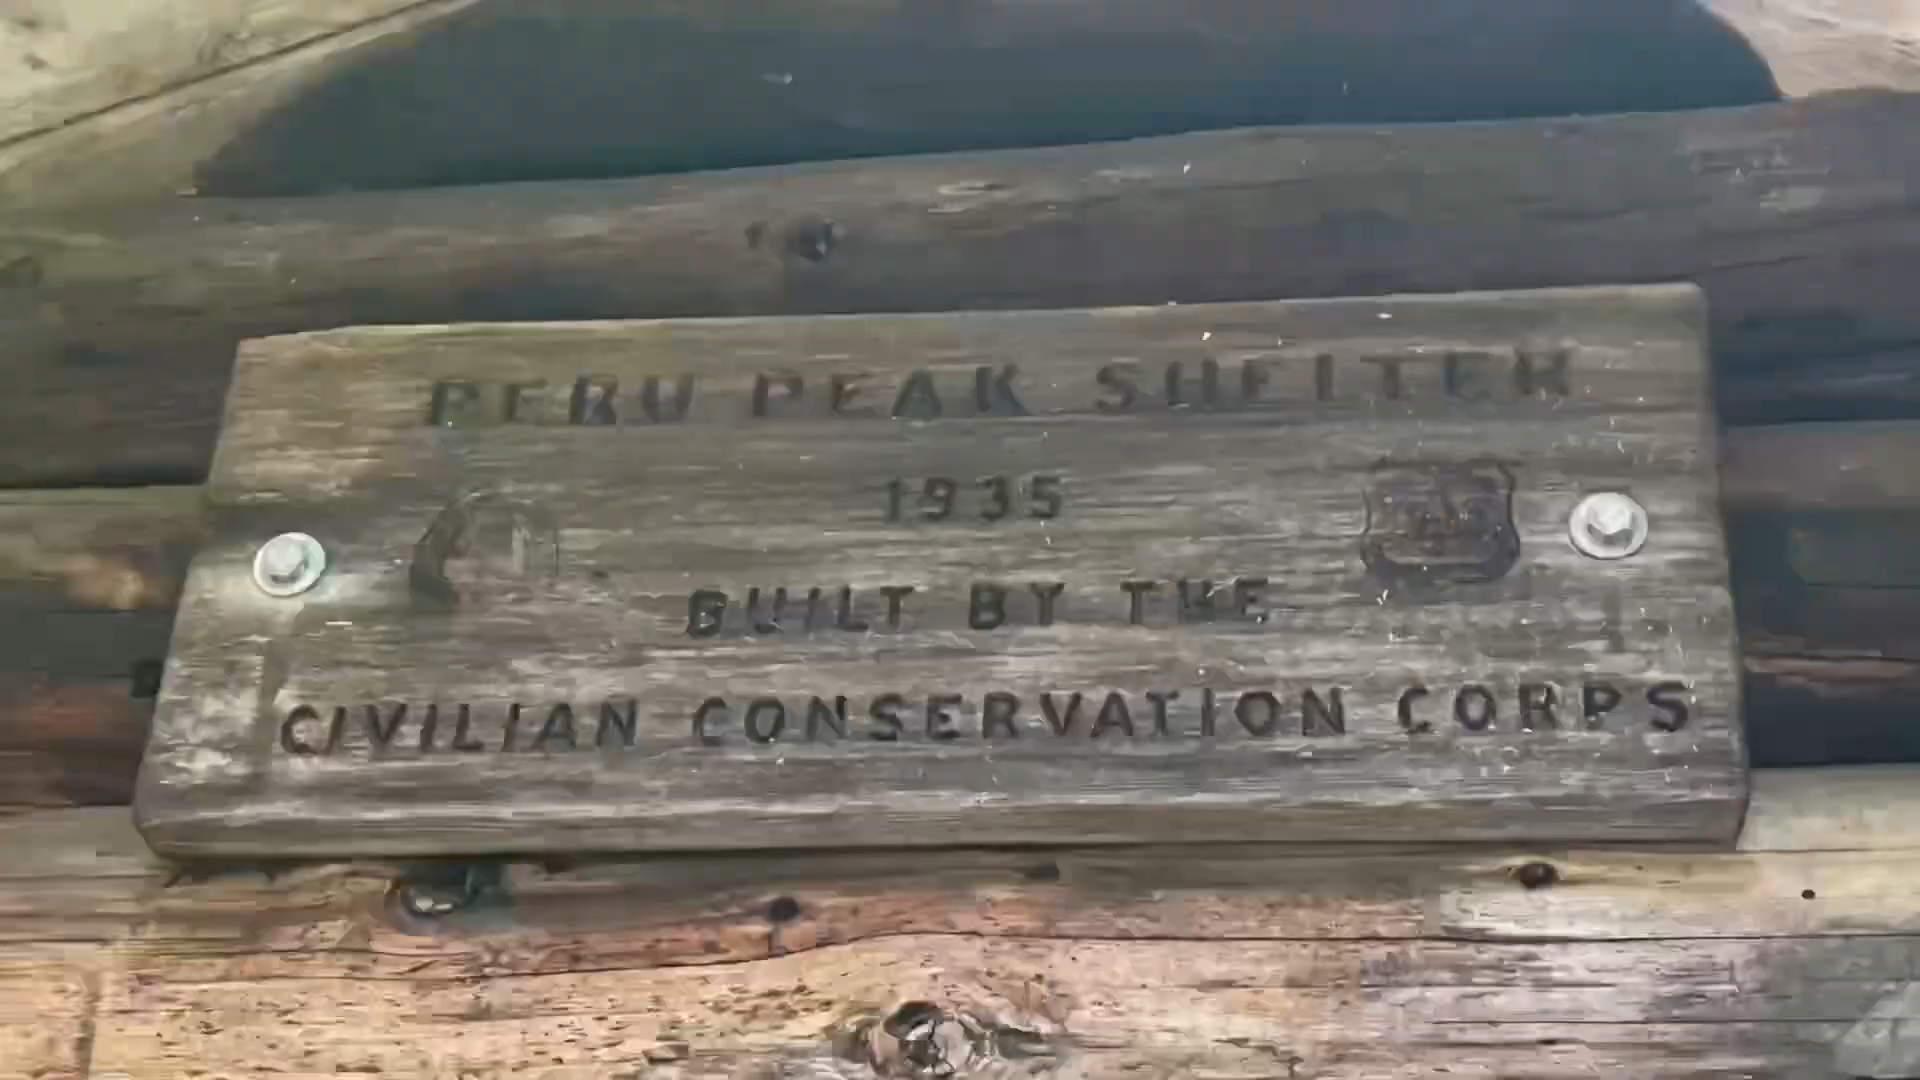 PERU PEAK SHELTER
1935
BUILT BY THE
CIVILIAN CONSERVATION CORPS